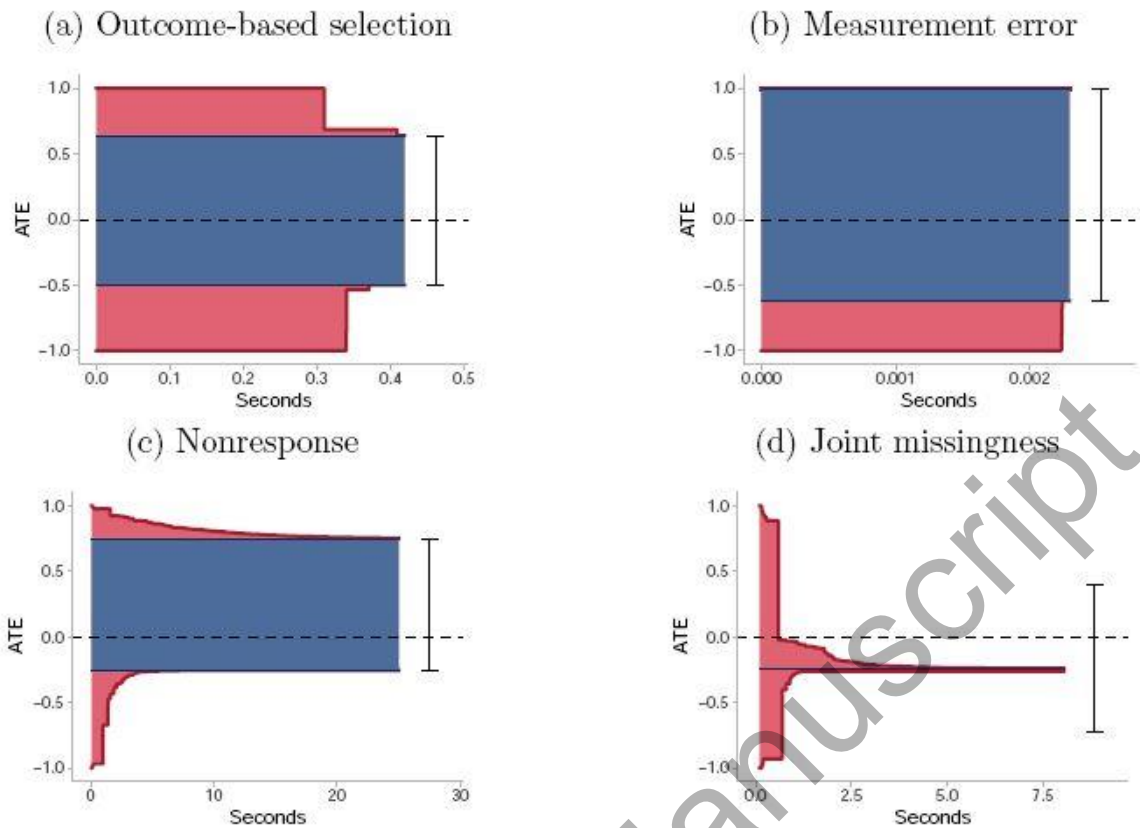 (a) Outcome-based selection
(b) Measurement error
1.0
0.5
0.0
−0.5
−1.0
ATE
0.0 0.1 0.2 0.3 0.4 0.5
Seconds
1.0
0.5
0.0
−0.5
−1.0
ATE
0.000 0.001 0.002
Seconds
(c) Nonresponse
(d) Joint missingness
1.0
0.5
0.0
−0.5
−1.0
ATE
0 10 20 30
Seconds
1.0
0.5
0.0
−0.5
−1.0
ATE
0.0 2.5 5.0 7.5
Seconds
anuscript